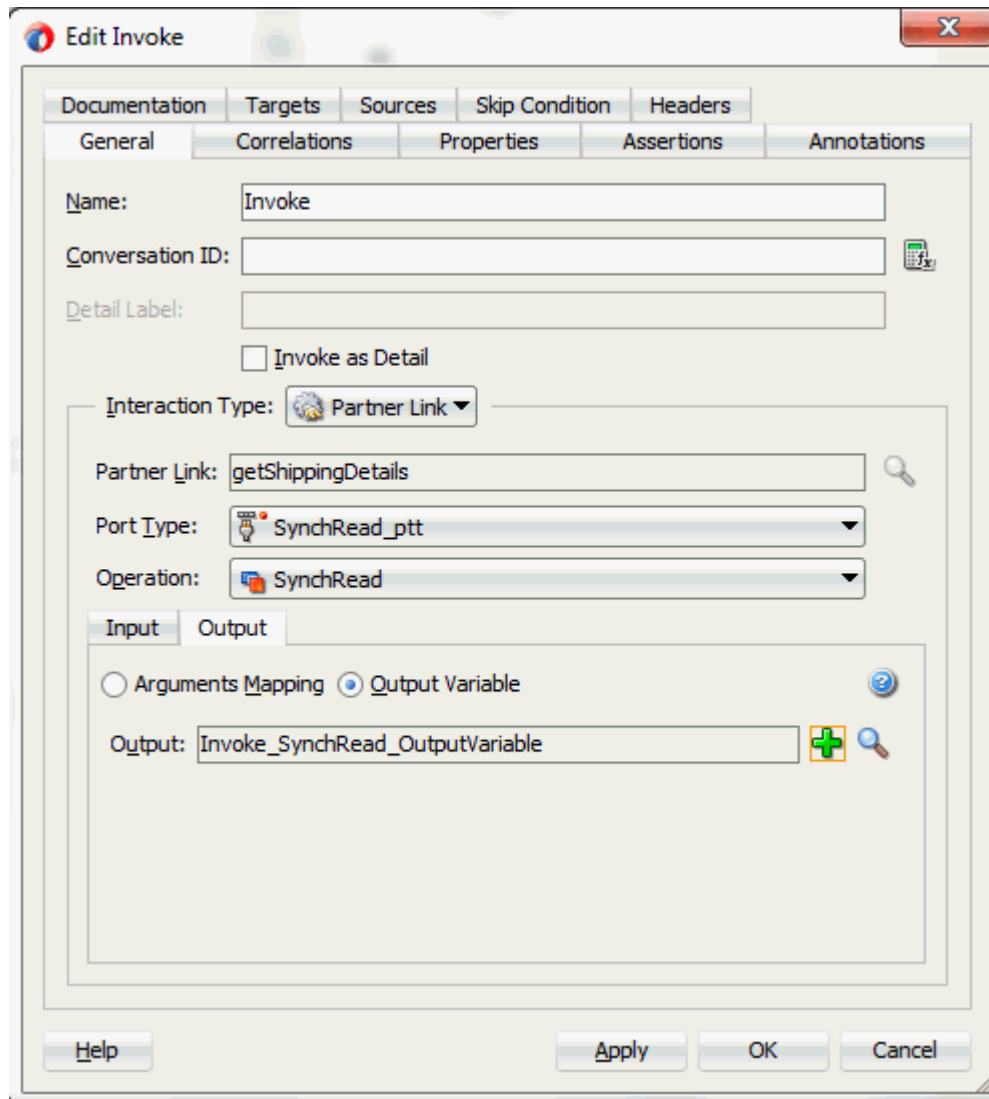 Edit Invoke
Documentation Targets Sources Skip Condition Headers
General Correlations Properties Assertions Annotations
Name: Invoke
Conversation ID:
Detail Label:
Invoke as Detail
Interaction Type: Partner Link
Partner Link: getShippingDetails
Port Type: SynchRead_ptt
Operation: SynchRead
Input Output
Arguments Mapping Output Variable
Output: Invoke_SynchRead_OutputVariable
Help Apply OK Cancel